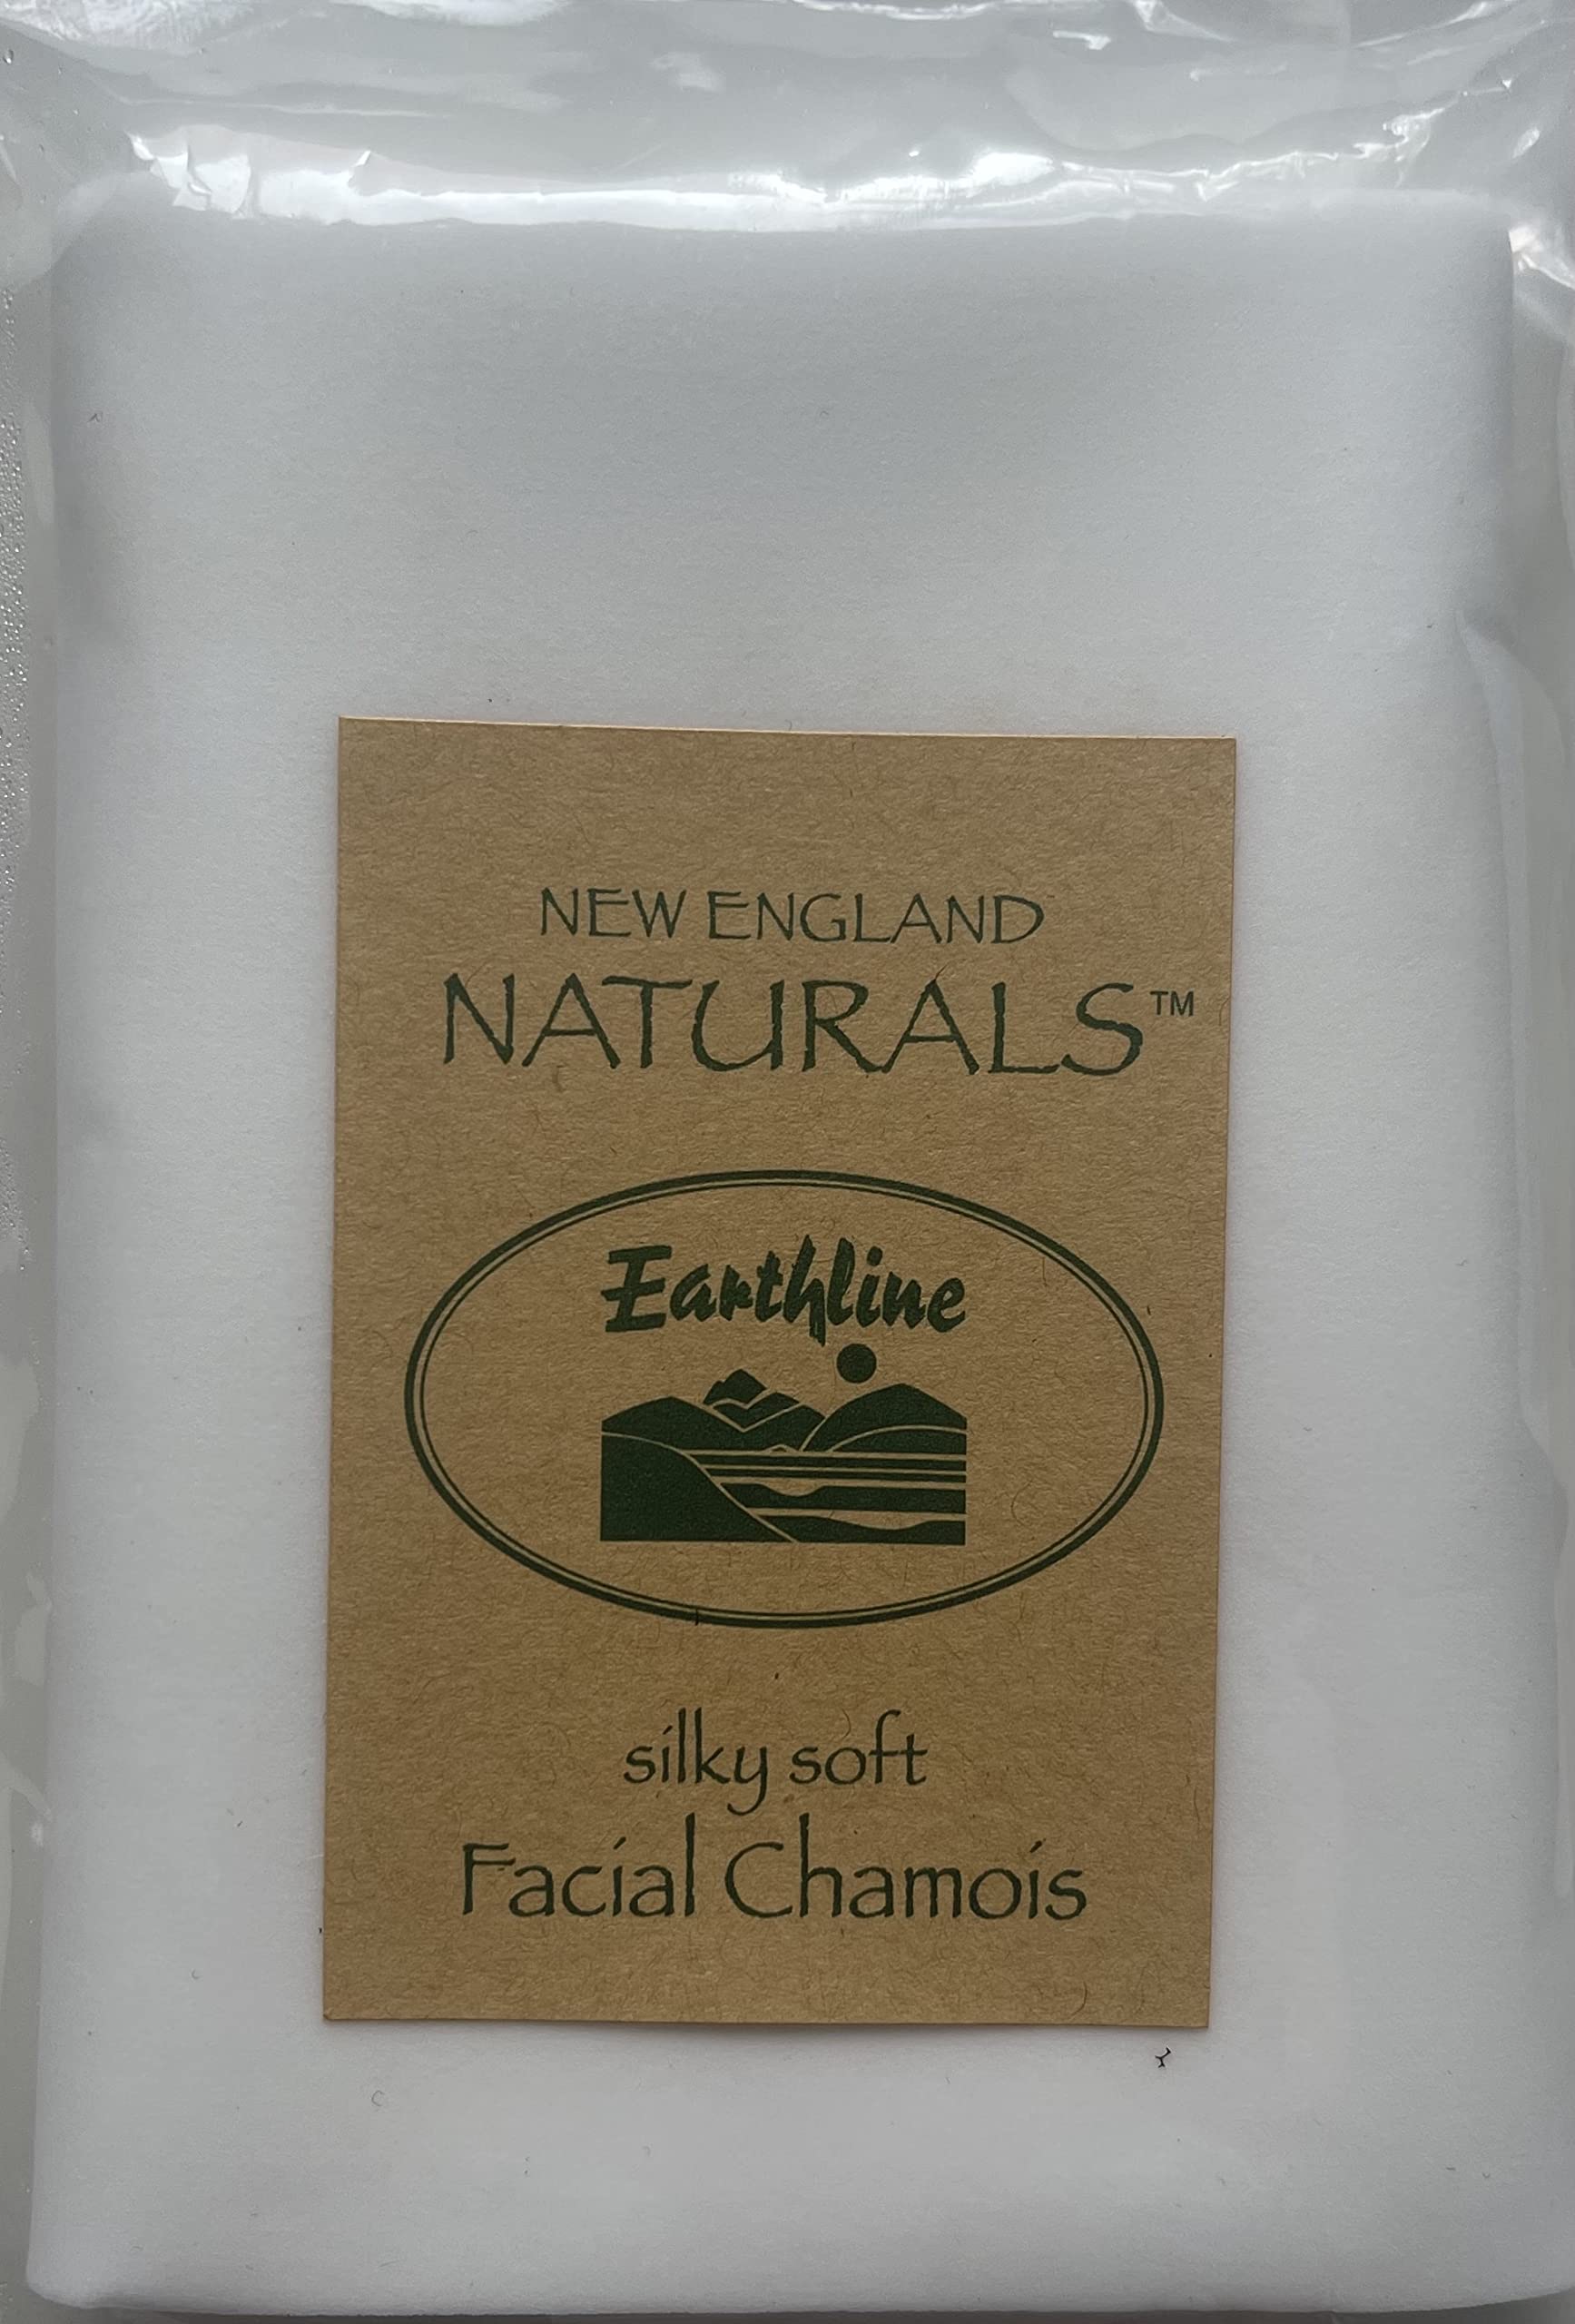 NEW ENGLAND
NATURALS™
Earthline
silky soft
Facial Chamois